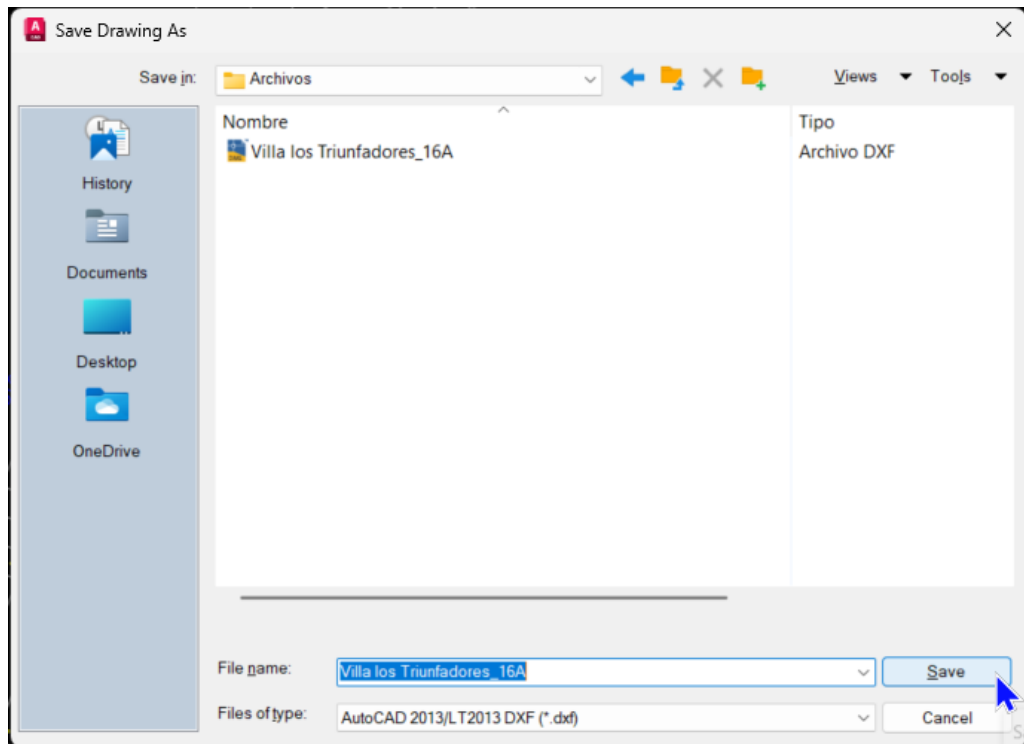 Save Drawing As
Save in: Archivos Views Tools
Nombre Tipo
Villa los Triunfadores_16A Archivo DXF
History
Documents
Desktop
OneDrive
File name: Villa los Triunfadores_16A Save
Files of type: AutoCAD 2013/LT2013 DXF (*.dxf) Cancel